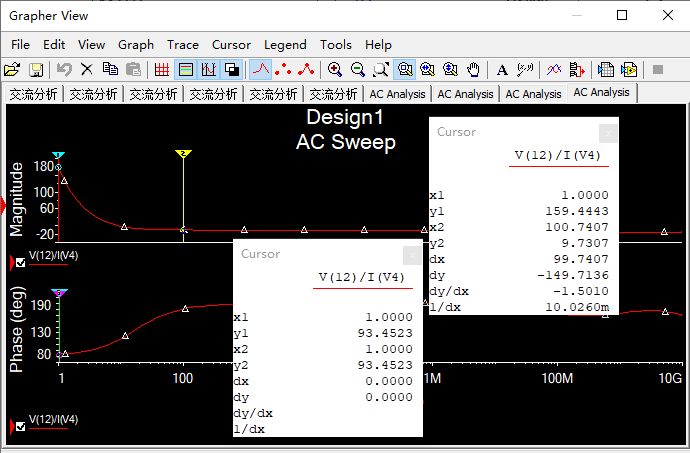 Grapher View
File Edit View Graph Trace Cursor Legend Tools Help
交流分析 交流分析 交流分析 交流分析 交流分析 AC Analysis AC Analysis AC Analysis AC Analysis
Design1
AC Sweep
Magnitude
180
100
60
-20
1
2
V(12)/I(V4)
Phase (deg)
190
130
80
V(12)/I(V4)
1 100 1M 100M 10G
Cursor
V(12)/I(V4)
x1 1.0000
y1 93.4523
x2 1.0000
y2 93.4523
dx 0.0000
dy 0.0000
dy/dx
1/dx
Cursor
x
V(12)/I(V4)
x1 1.0000
y1 159.4443
x2 100.7407
y2 9.7307
dx 99.7407
dy -149.7136
dy/dx -1.5010
1/dx 10.0260m